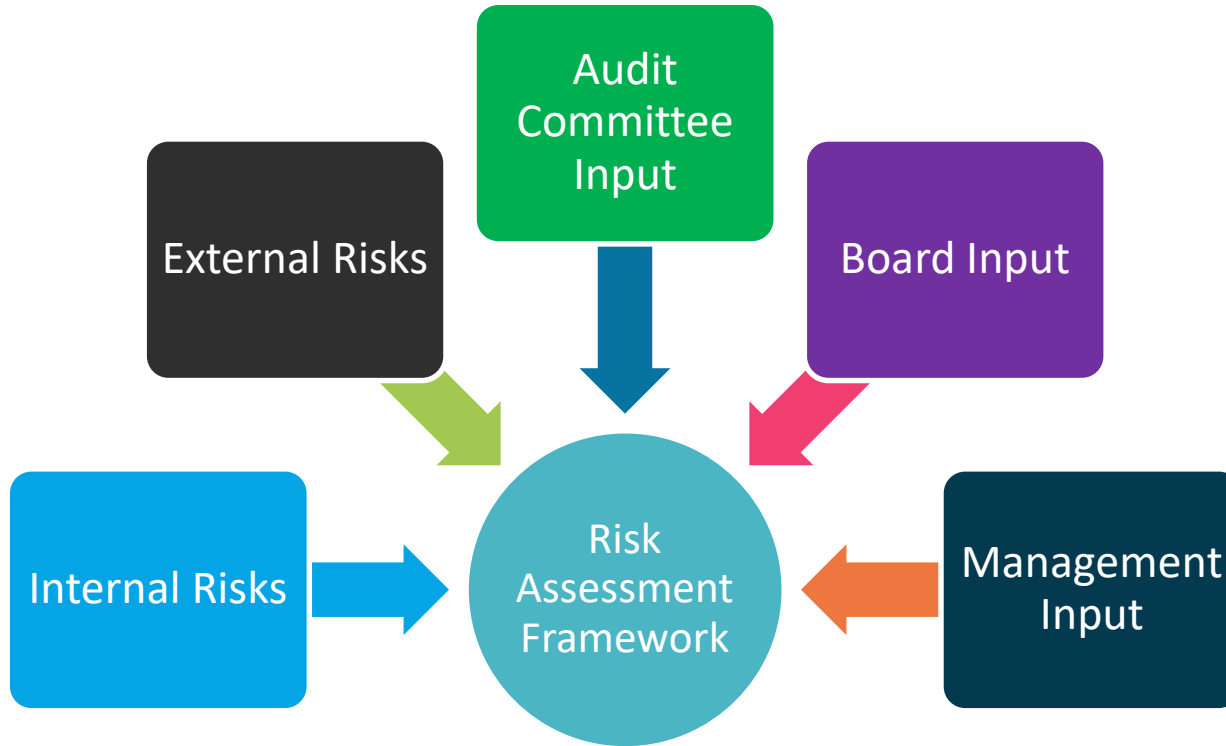 Audit
Committee
Input
External Risks
Board Input
Internal Risks
Risk
Assessment
Framework
Management
Input